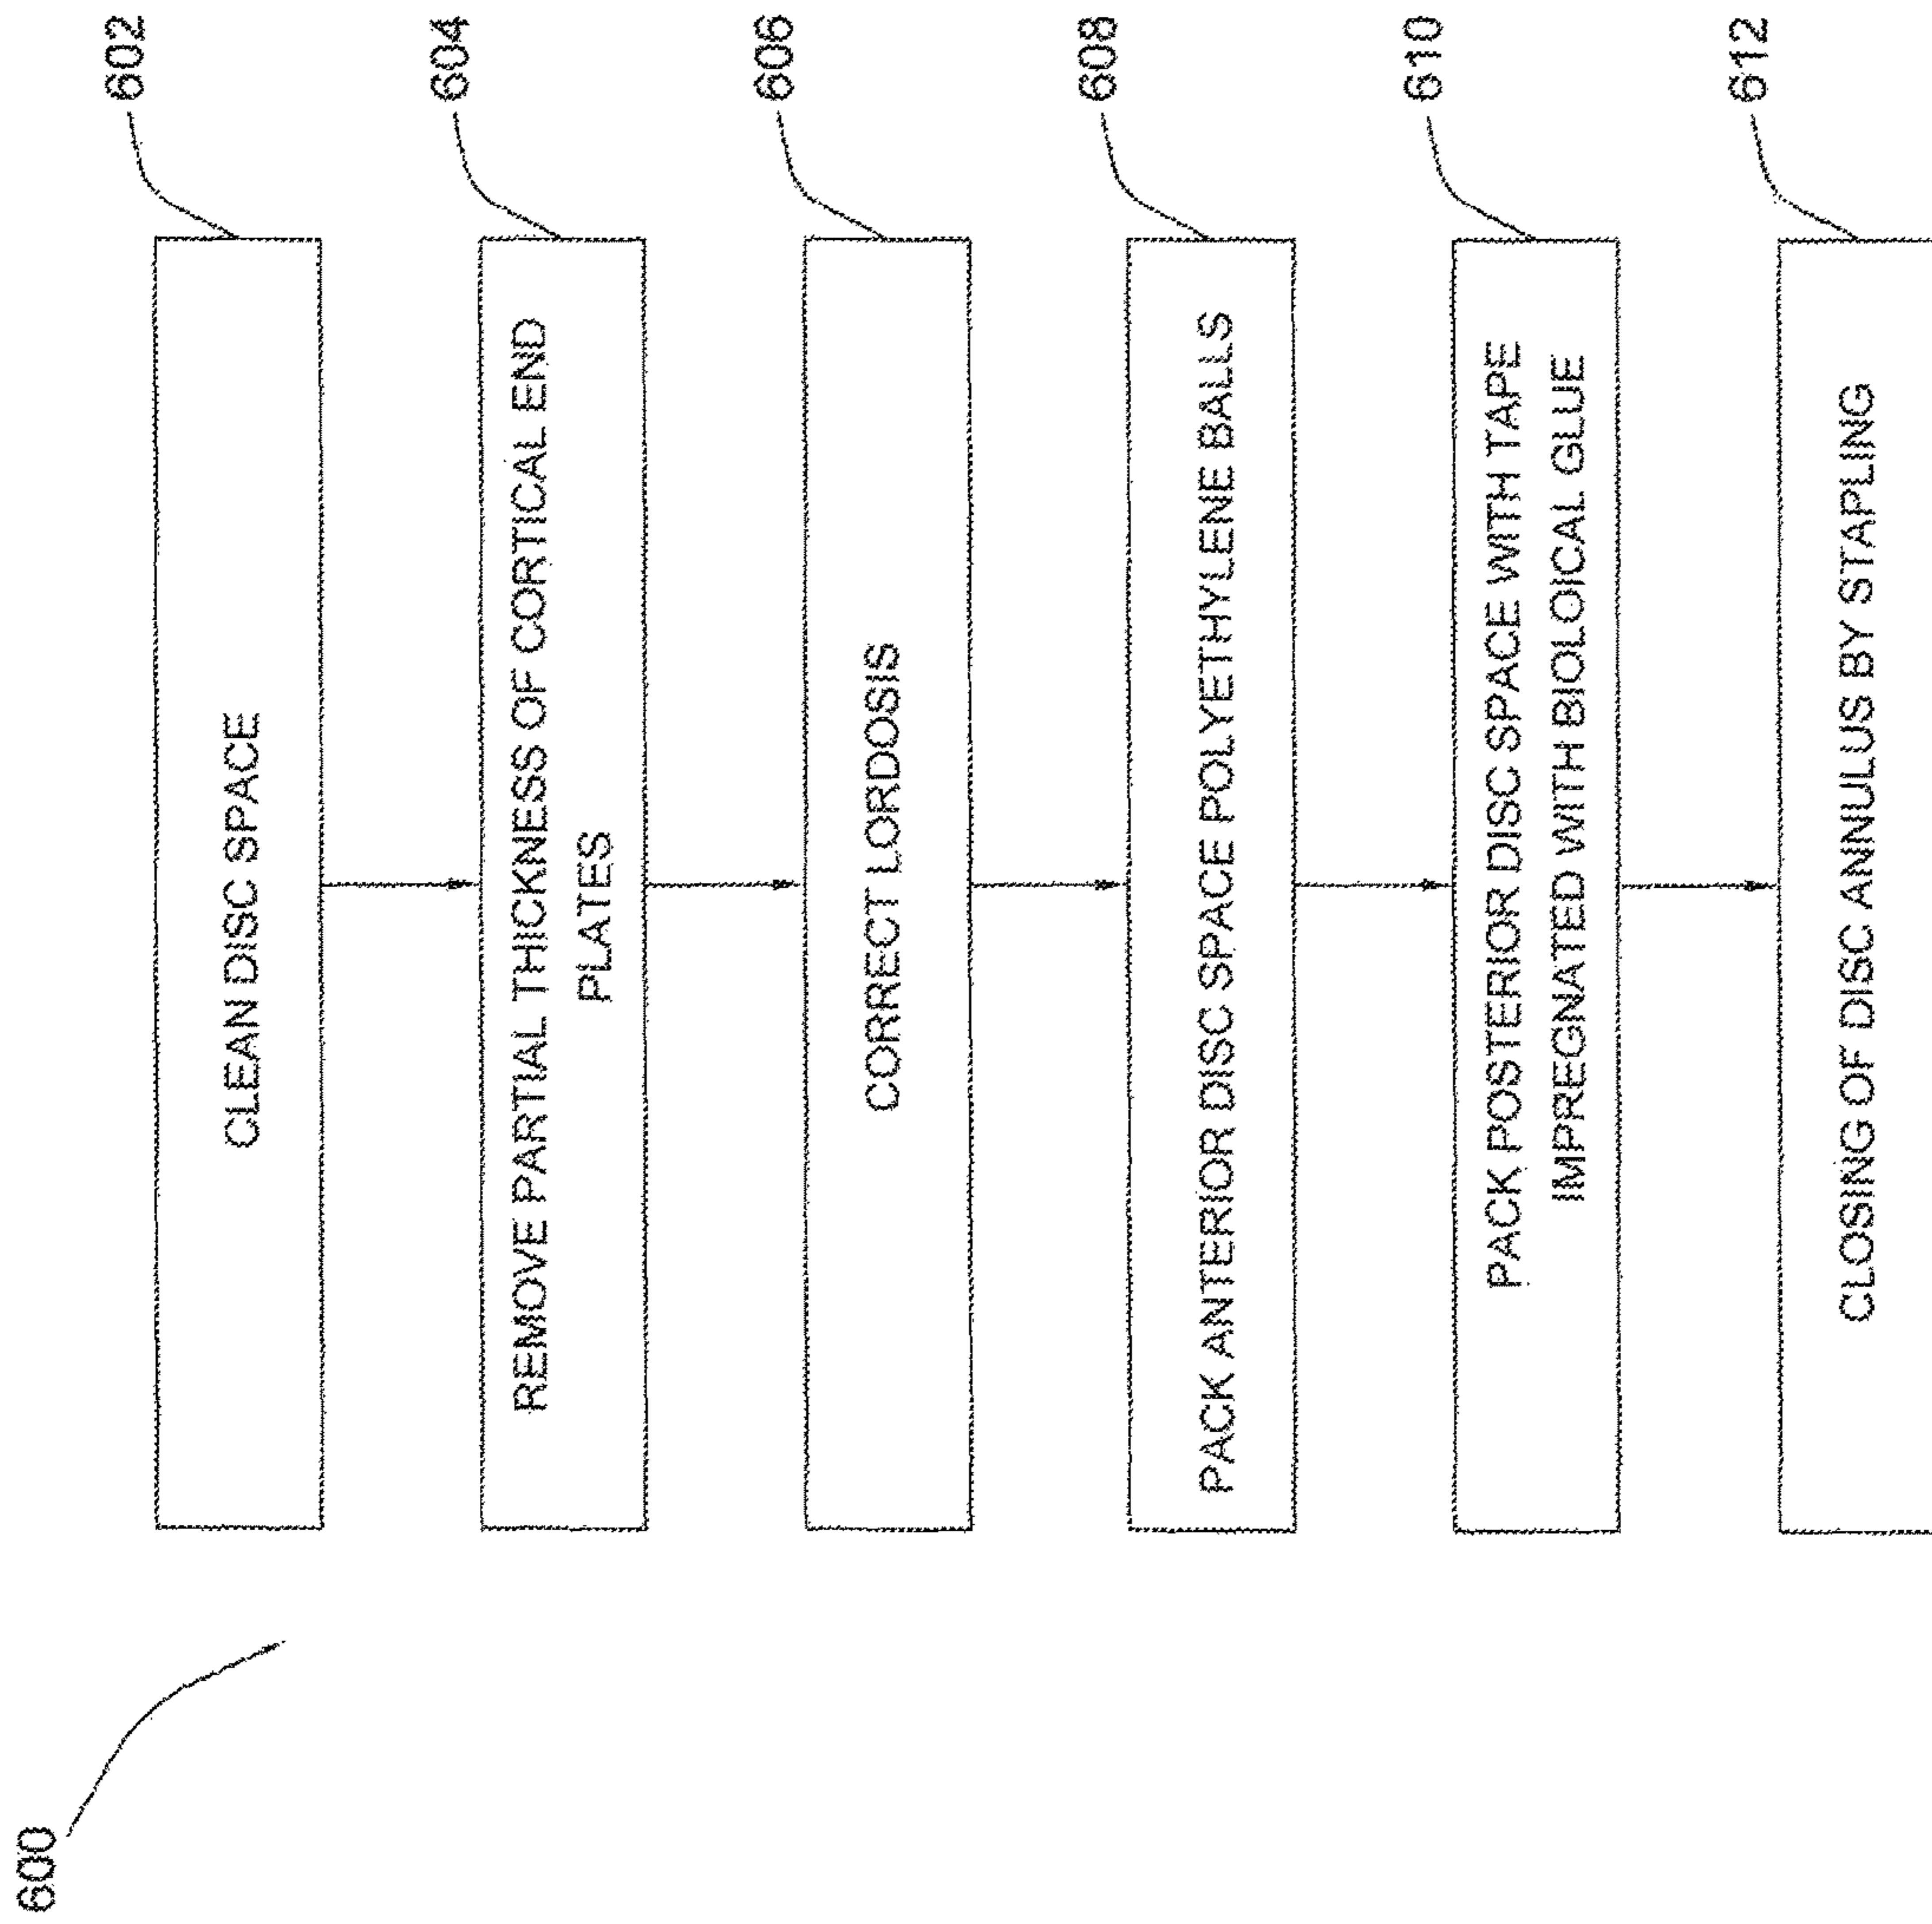 600
CLEAN DISC SPACE
602
REMOVE PARTIAL THICKNESS OF CORTICAL END
PLATES
604
CORRECT LORDOSIS
606
PACK ANTERIOR DISC SPACE POLYETHYLENE BALLS
608
PACK POSTERIOR DISC SPACE WITH TAPE
IMPREGNATED WITH BIOLOGICAL GLUE
610
CLOSING OF DISC ANNULUS BY STAPLING
612